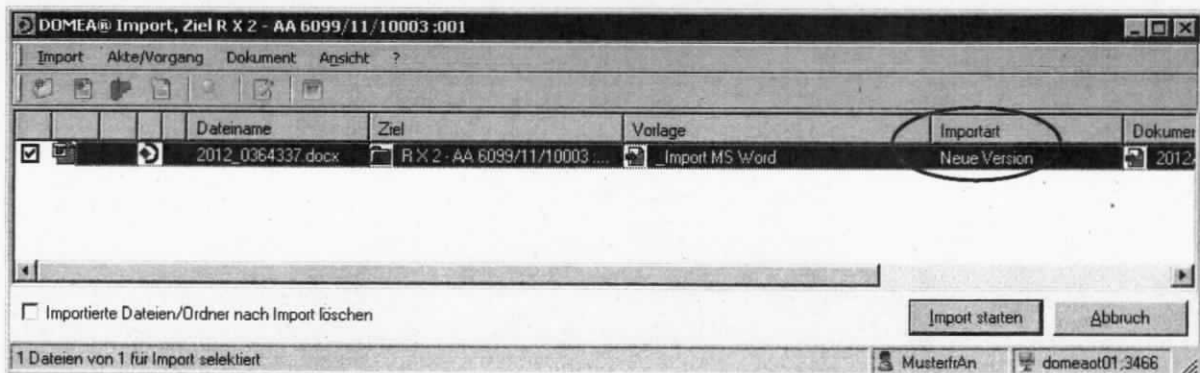 DOMEA® Import, Ziel R X 2 - AA 6099/11/10003 :001
Import Akte/Vorgang Dokument Ansicht ?
Dateiname Ziel Vorlage Importart Dokumen
2012_0364337.docx R X 2 - AA 6099/11/10003 :... _Import MS Word Neue Version 2012
Importierte Dateien/Ordner nach Import löschen
Import starten Abbruch
1 Dateien von 1 für Import selektiert MusterfrAn domeaot01:3466